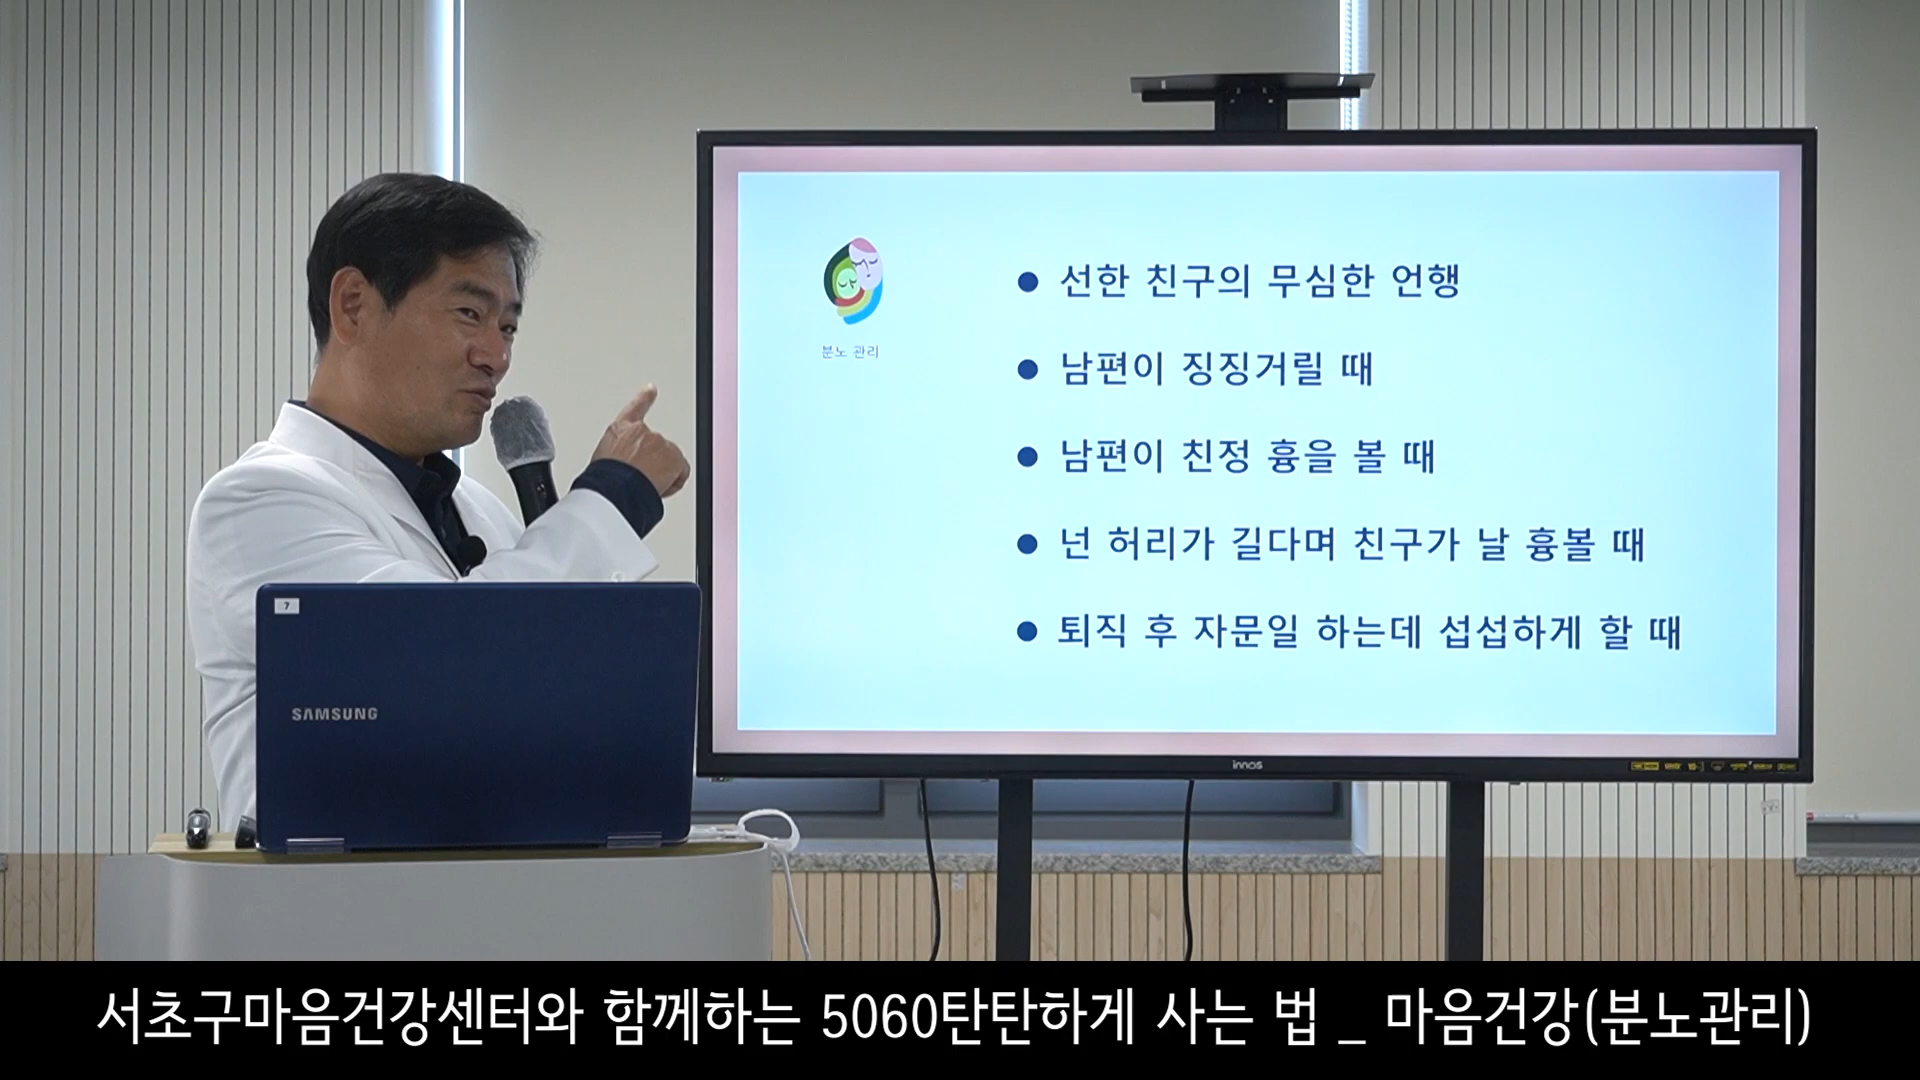 선한 친구의 무심한 언행
분노 관리
남편이 징징거릴 때
남편이 친정 흉을 볼 때
넌 허리가 길다며 친구가 날 흉볼 때
퇴직 후 자문일 하는데 섭섭하게 할 때
7
SAMSUNG
innos
서초구마음건강센터와 함께하는 5060탄탄하게 사는 법 _ 마음건강(분노관리)